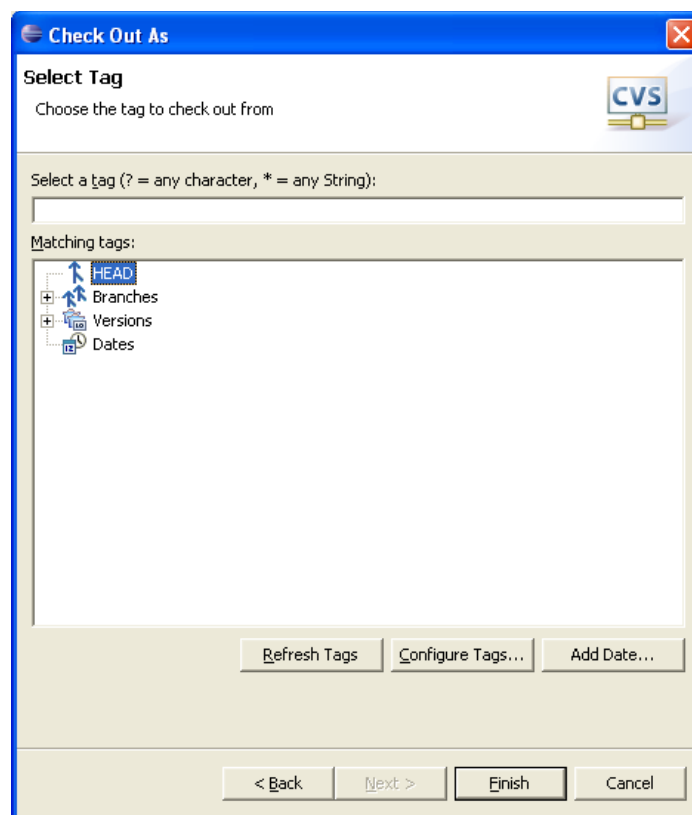 Check Out As
Select Tag
Choose the tag to check out from
CVS
Select a tag (? = any character, * = any String):
Matching tags:
HEAD
Branches
Versions
Dates
Refresh Tags Configure Tags... Add Date...
< Back Next > Finish Cancel